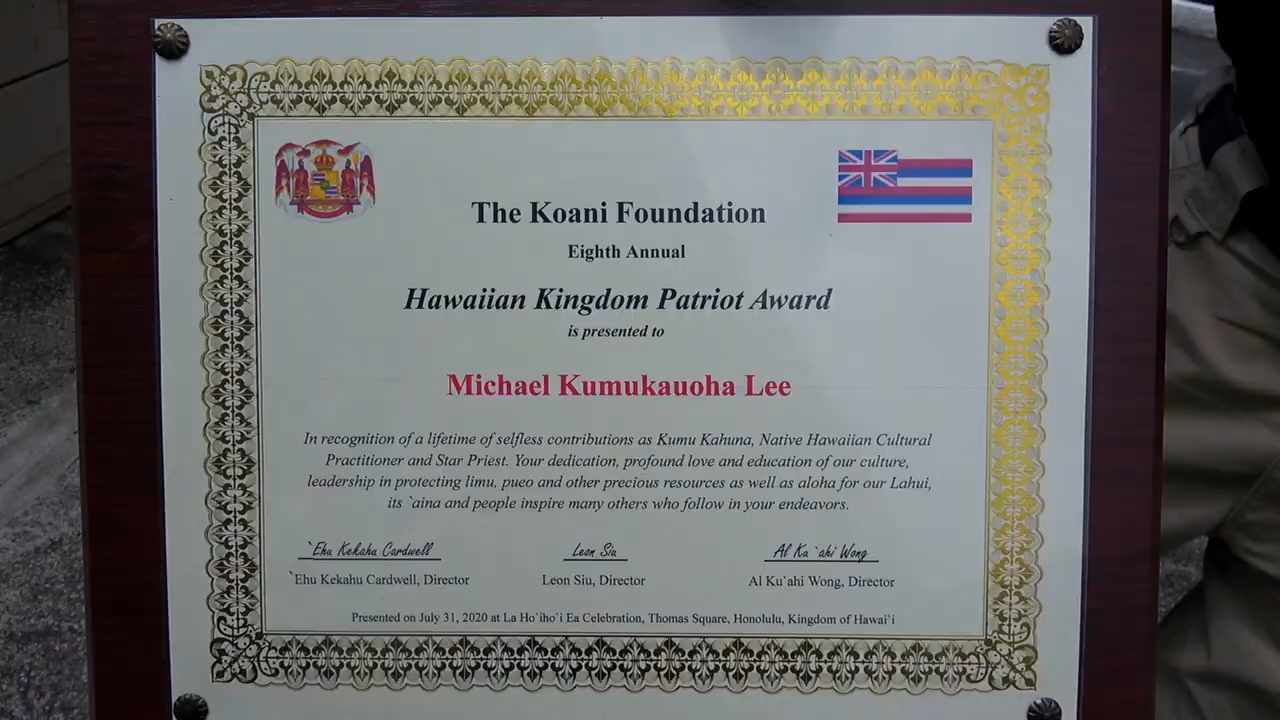 The Koani Foundation
Eighth Annual
Hawaiian Kingdom Patriot Award
is presented to
Michael Kumukauoha Lee
In recognition of a lifetime of selfless contributions as Kumu Kahuna, Native Hawaiian Cultural
Practitioner and Star Priest. Your dedication, profound love and education of our culture,
leadership in protecting limu, pueo and other precious resources as well as aloha for our Lahui,
its `aina and people inspire many others who follow in your endeavors.
`Ehu Kekahu Cardwell Leon Siu Al Ku `ahi Wong
`Ehu Kekahu Cardwell, Director Leon Siu, Director Al Ku`ahi Wong, Director
Presented on July 31, 2020 at La Ho`iho`i Ea Celebration, Thomas Square, Honolulu, Kingdom of Hawai`i